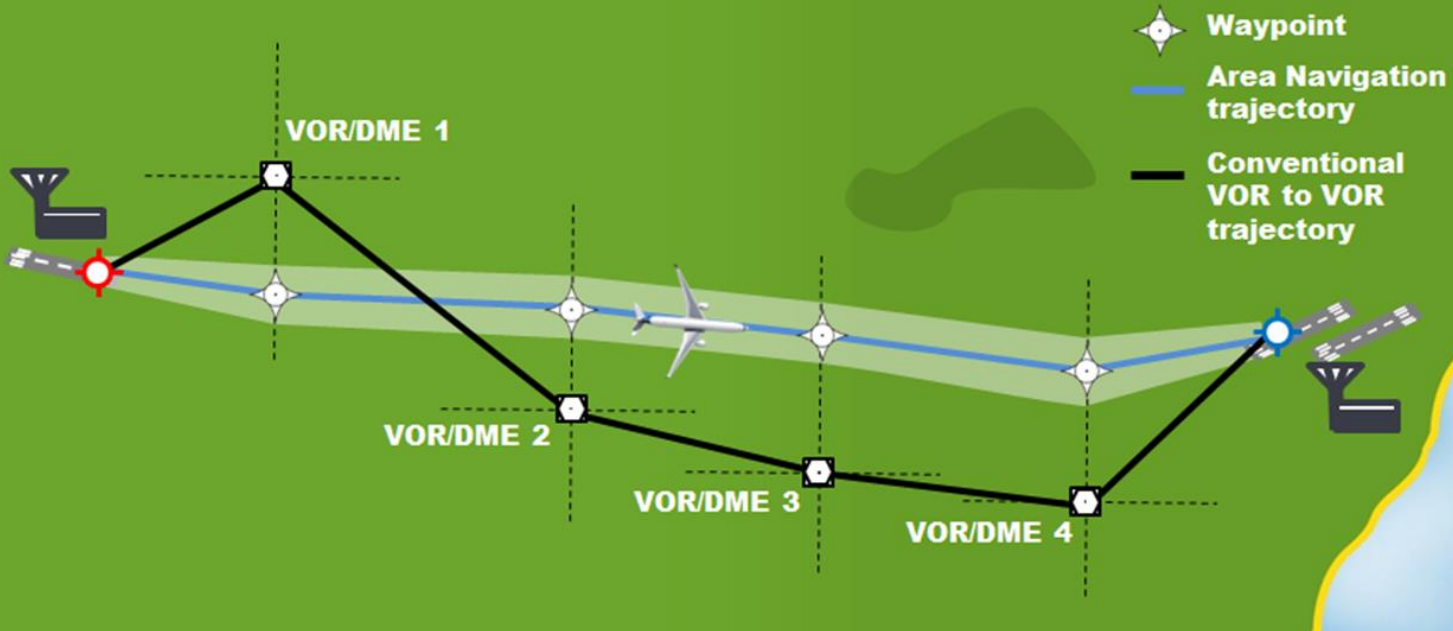 Waypoint
Area Navigation
trajectory
Conventional
VOR to VOR
trajectory
VOR/DME 1
VOR/DME 2
VOR/DME 3
VOR/DME 4